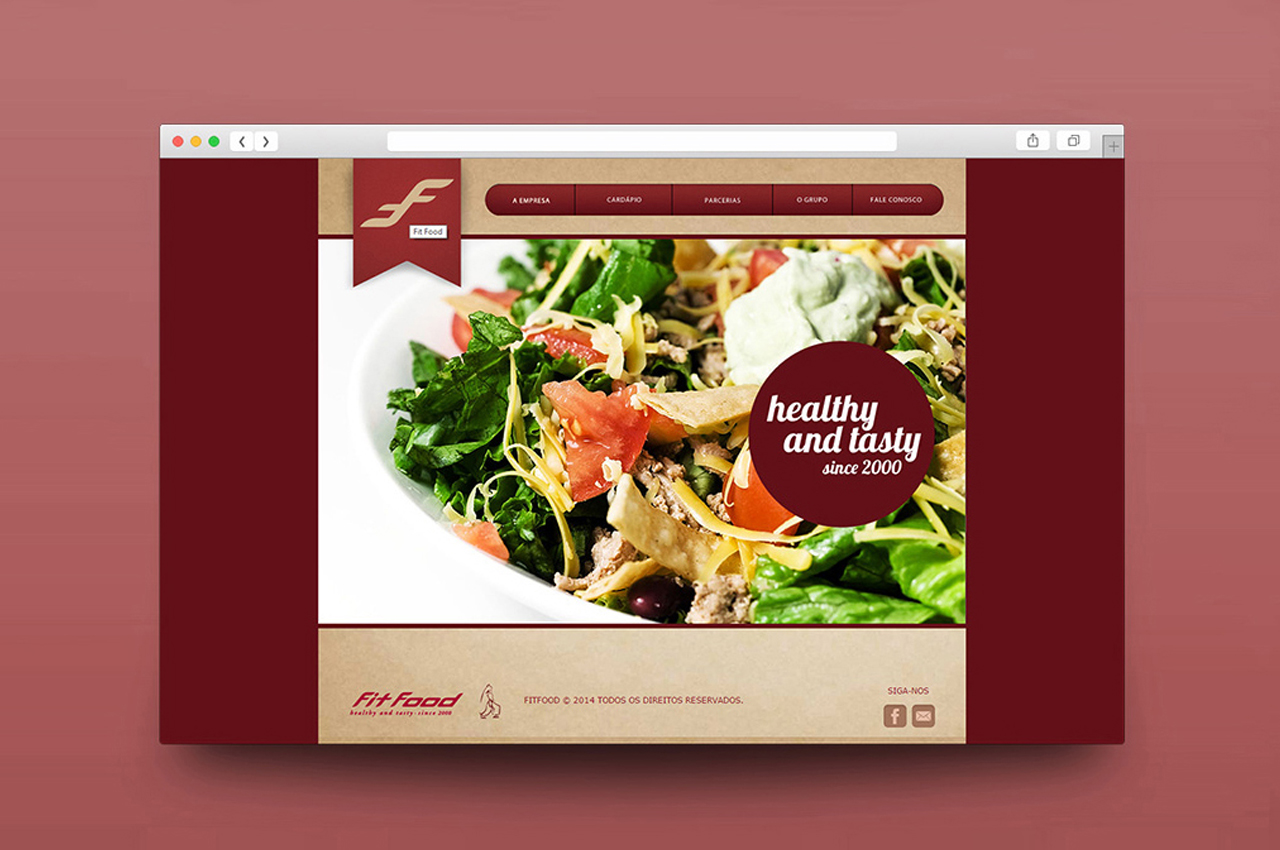 Fit Food
A EMPRESA
CARDÁPIO
PARCERIAS
O GRUPO
FALE CONOSCO
healthy
and tasty
since 2000
Fit Food
healthy and tasty · since 2000
FITFOOD © 2014 TODOS OS DIREITOS RESERVADOS.
SIGA-NOS